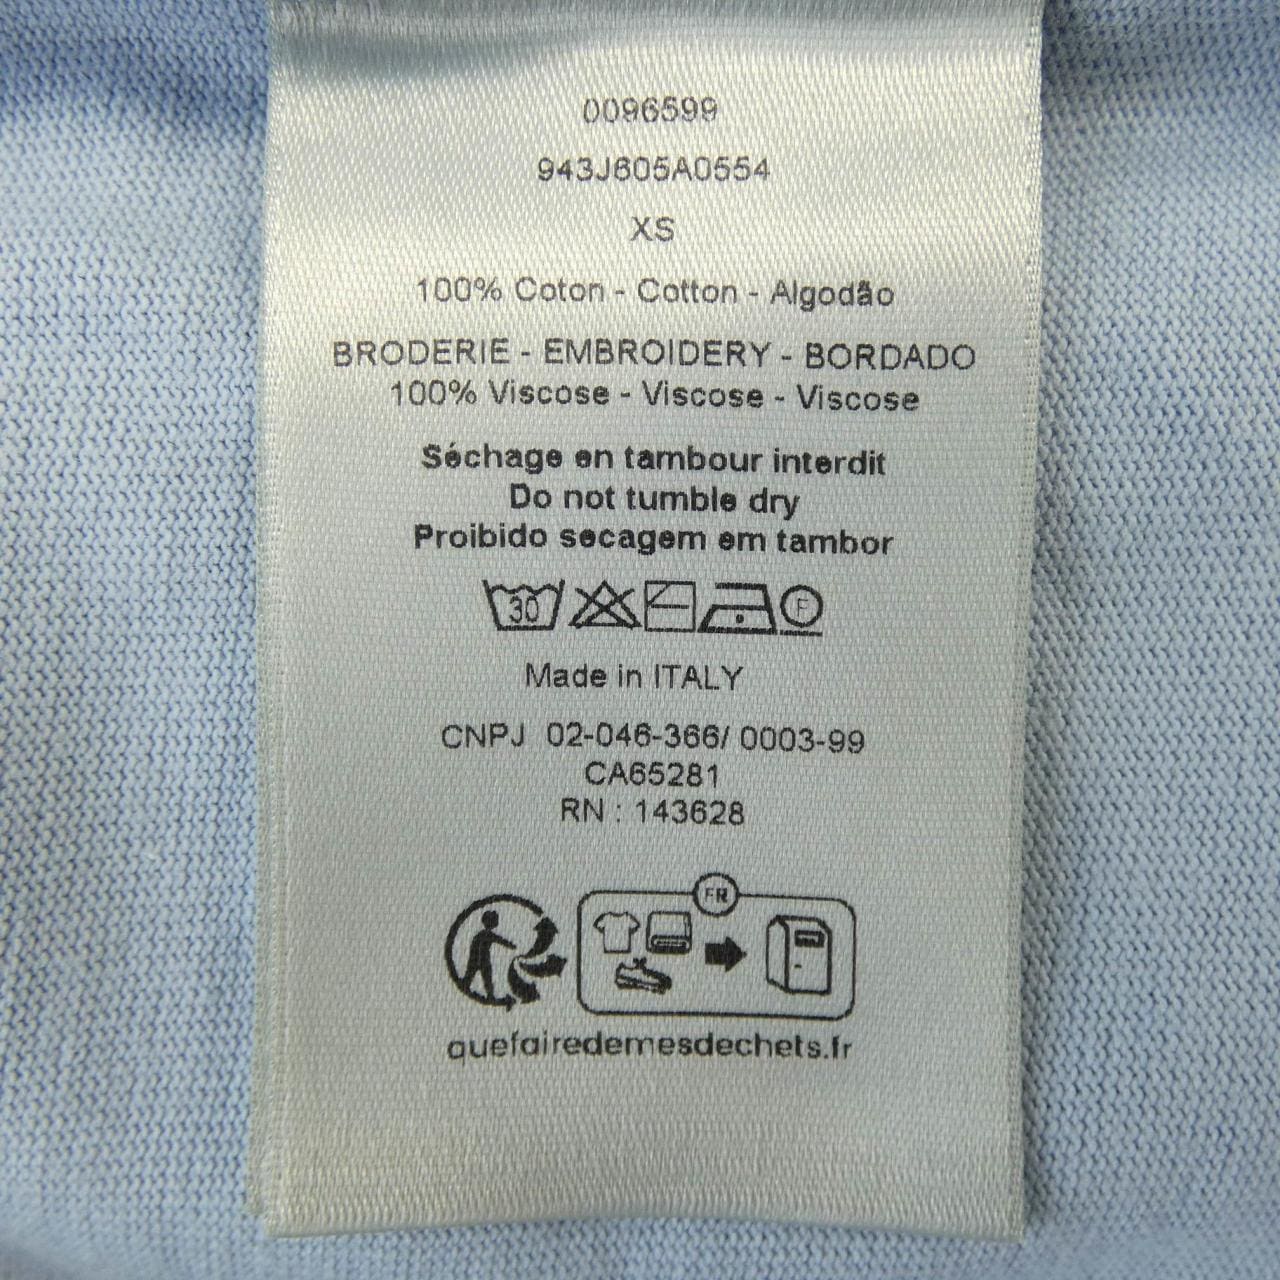 0096599
943J605A0554
XS
100% Coton - Cotton - Algodão
BRODERIE - EMBROIDERY - BORDADO
100% Viscose - Viscose - Viscose
Séchage en tambour interdit
Do not tumble dry
Proibido secagem em tambor
30 F
Made in ITALY
CNPJ 02-046-366/ 0003-99
CA65281
RN : 143628
FR
quefairedemesdechets.fr